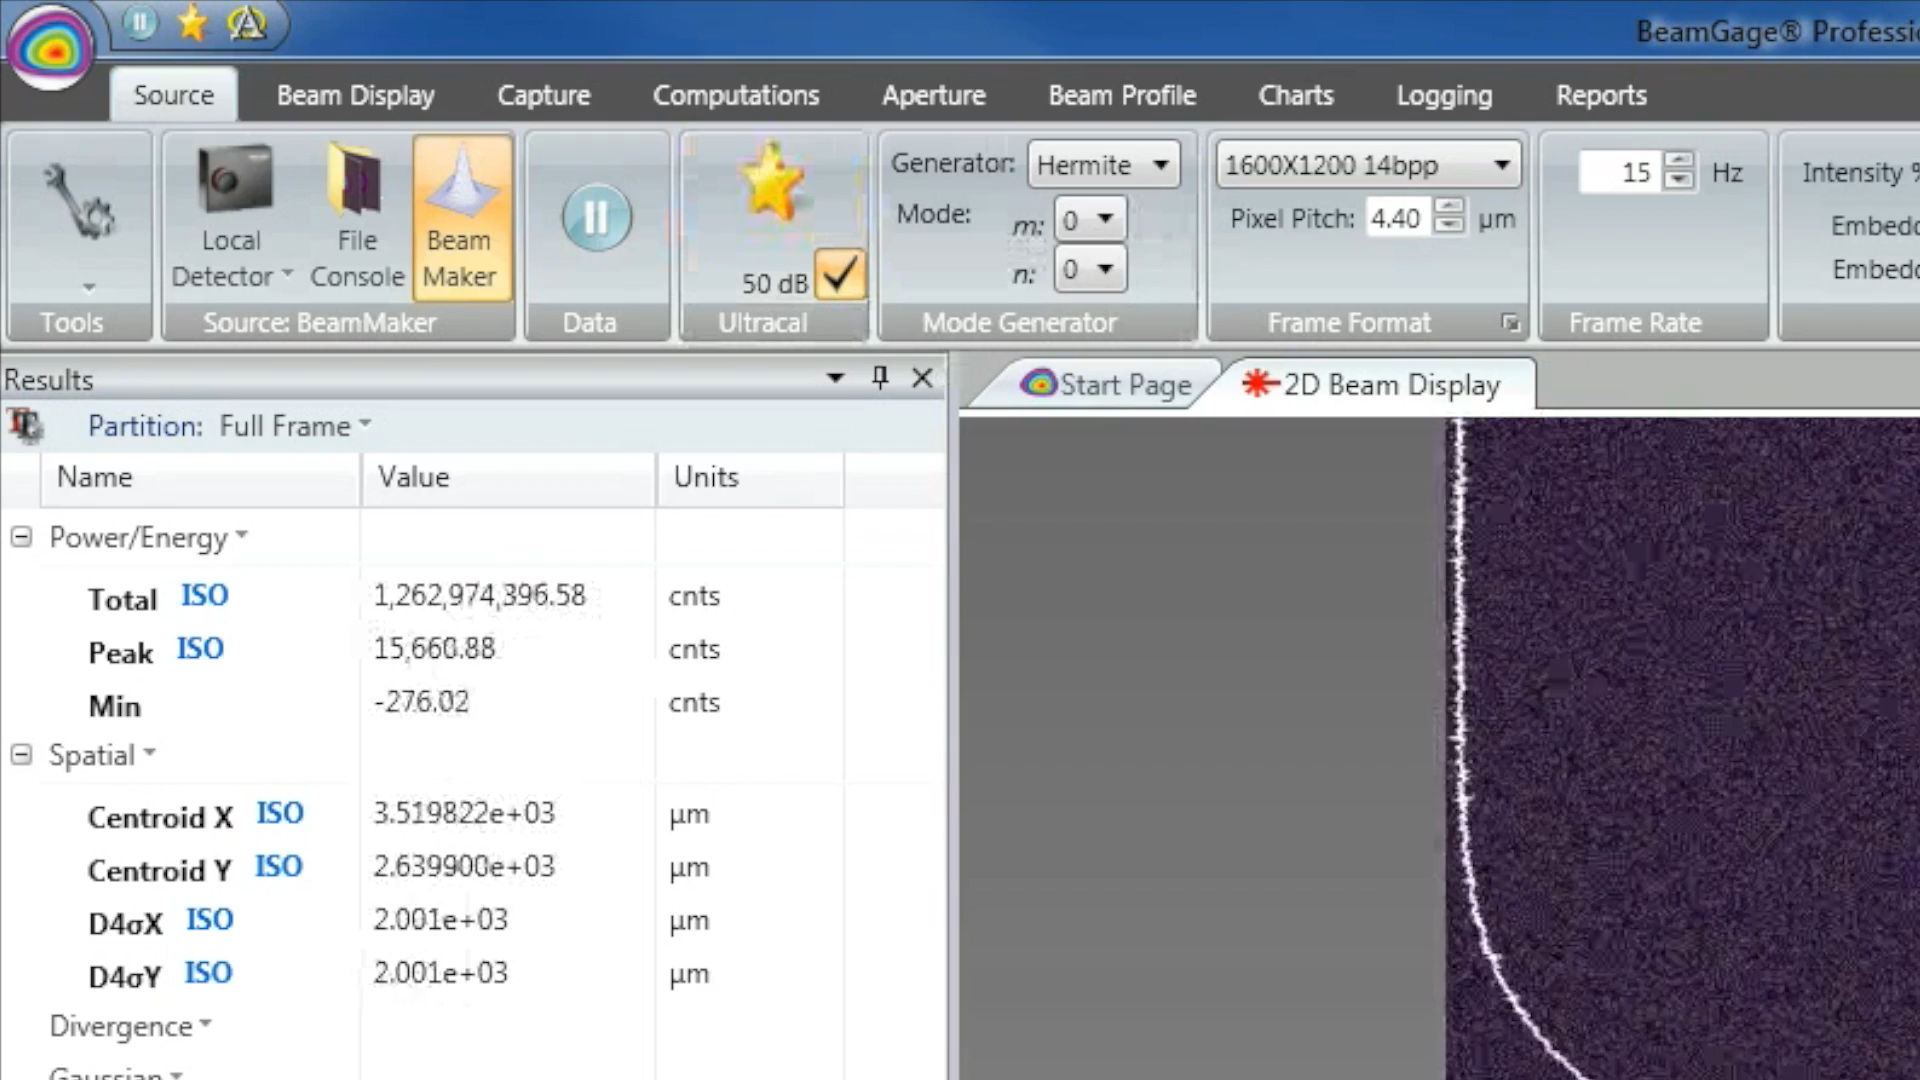 BeamGage® Professi
Source Beam Display Capture Computations Aperture Beam Profile Charts Logging Reports
Generator: Hermite 1600X1200 14bpp 15 Hz Intensity %
Mode: m: 0 Pixel Pitch: 4.40 µm Embed
Local File Beam
Detector Console Maker 50 dB n: 0 Embed
Tools Source: BeamMaker Data Ultracal Mode Generator Frame Format Frame Rate
Results Start Page 2D Beam Display
Partition: Full Frame
Name Value Units
Power/Energy
Total ISO 1,262,974,396.58 cnts
Peak ISO 15,660.88 cnts
Min -276.02 cnts
Spatial
Centroid X ISO 3.519822e+03 µm
Centroid Y ISO 2.639900e+03 µm
D4σX ISO 2.001e+03 µm
D4σY ISO 2.001e+03 µm
Divergence
Gaussian